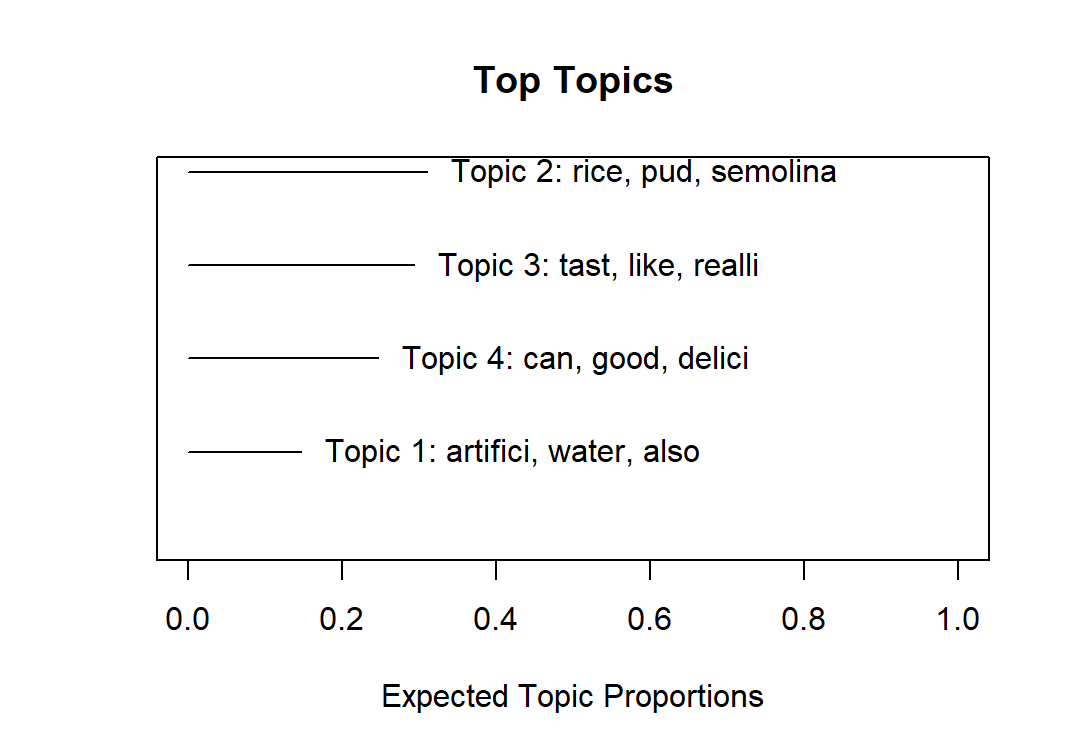 Top Topics
Topic 2: rice, pud, semolina
Topic 3: tast, like, realli
Topic 4: can, good, delici
Topic 1: artifici, water, also
0.0 0.2 0.4 0.6 0.8 1.0
Expected Topic Proportions